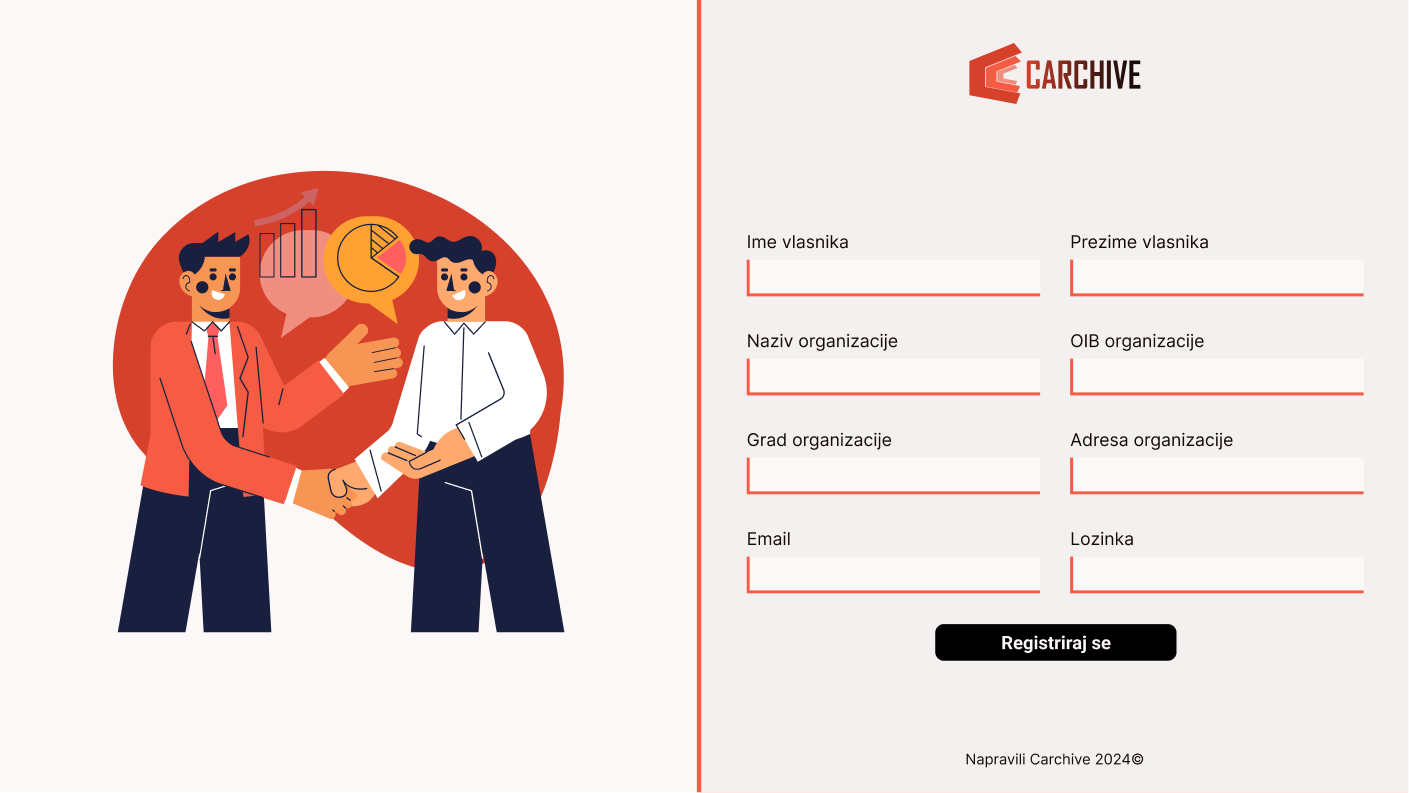 CARCHIVE
Ime vlasnika
Prezime vlasnika
Naziv organizacije
OIB organizacije
Grad organizacije
Adresa organizacije
Email
Lozinka
Registriraj se
Napravili Carchive 2024©